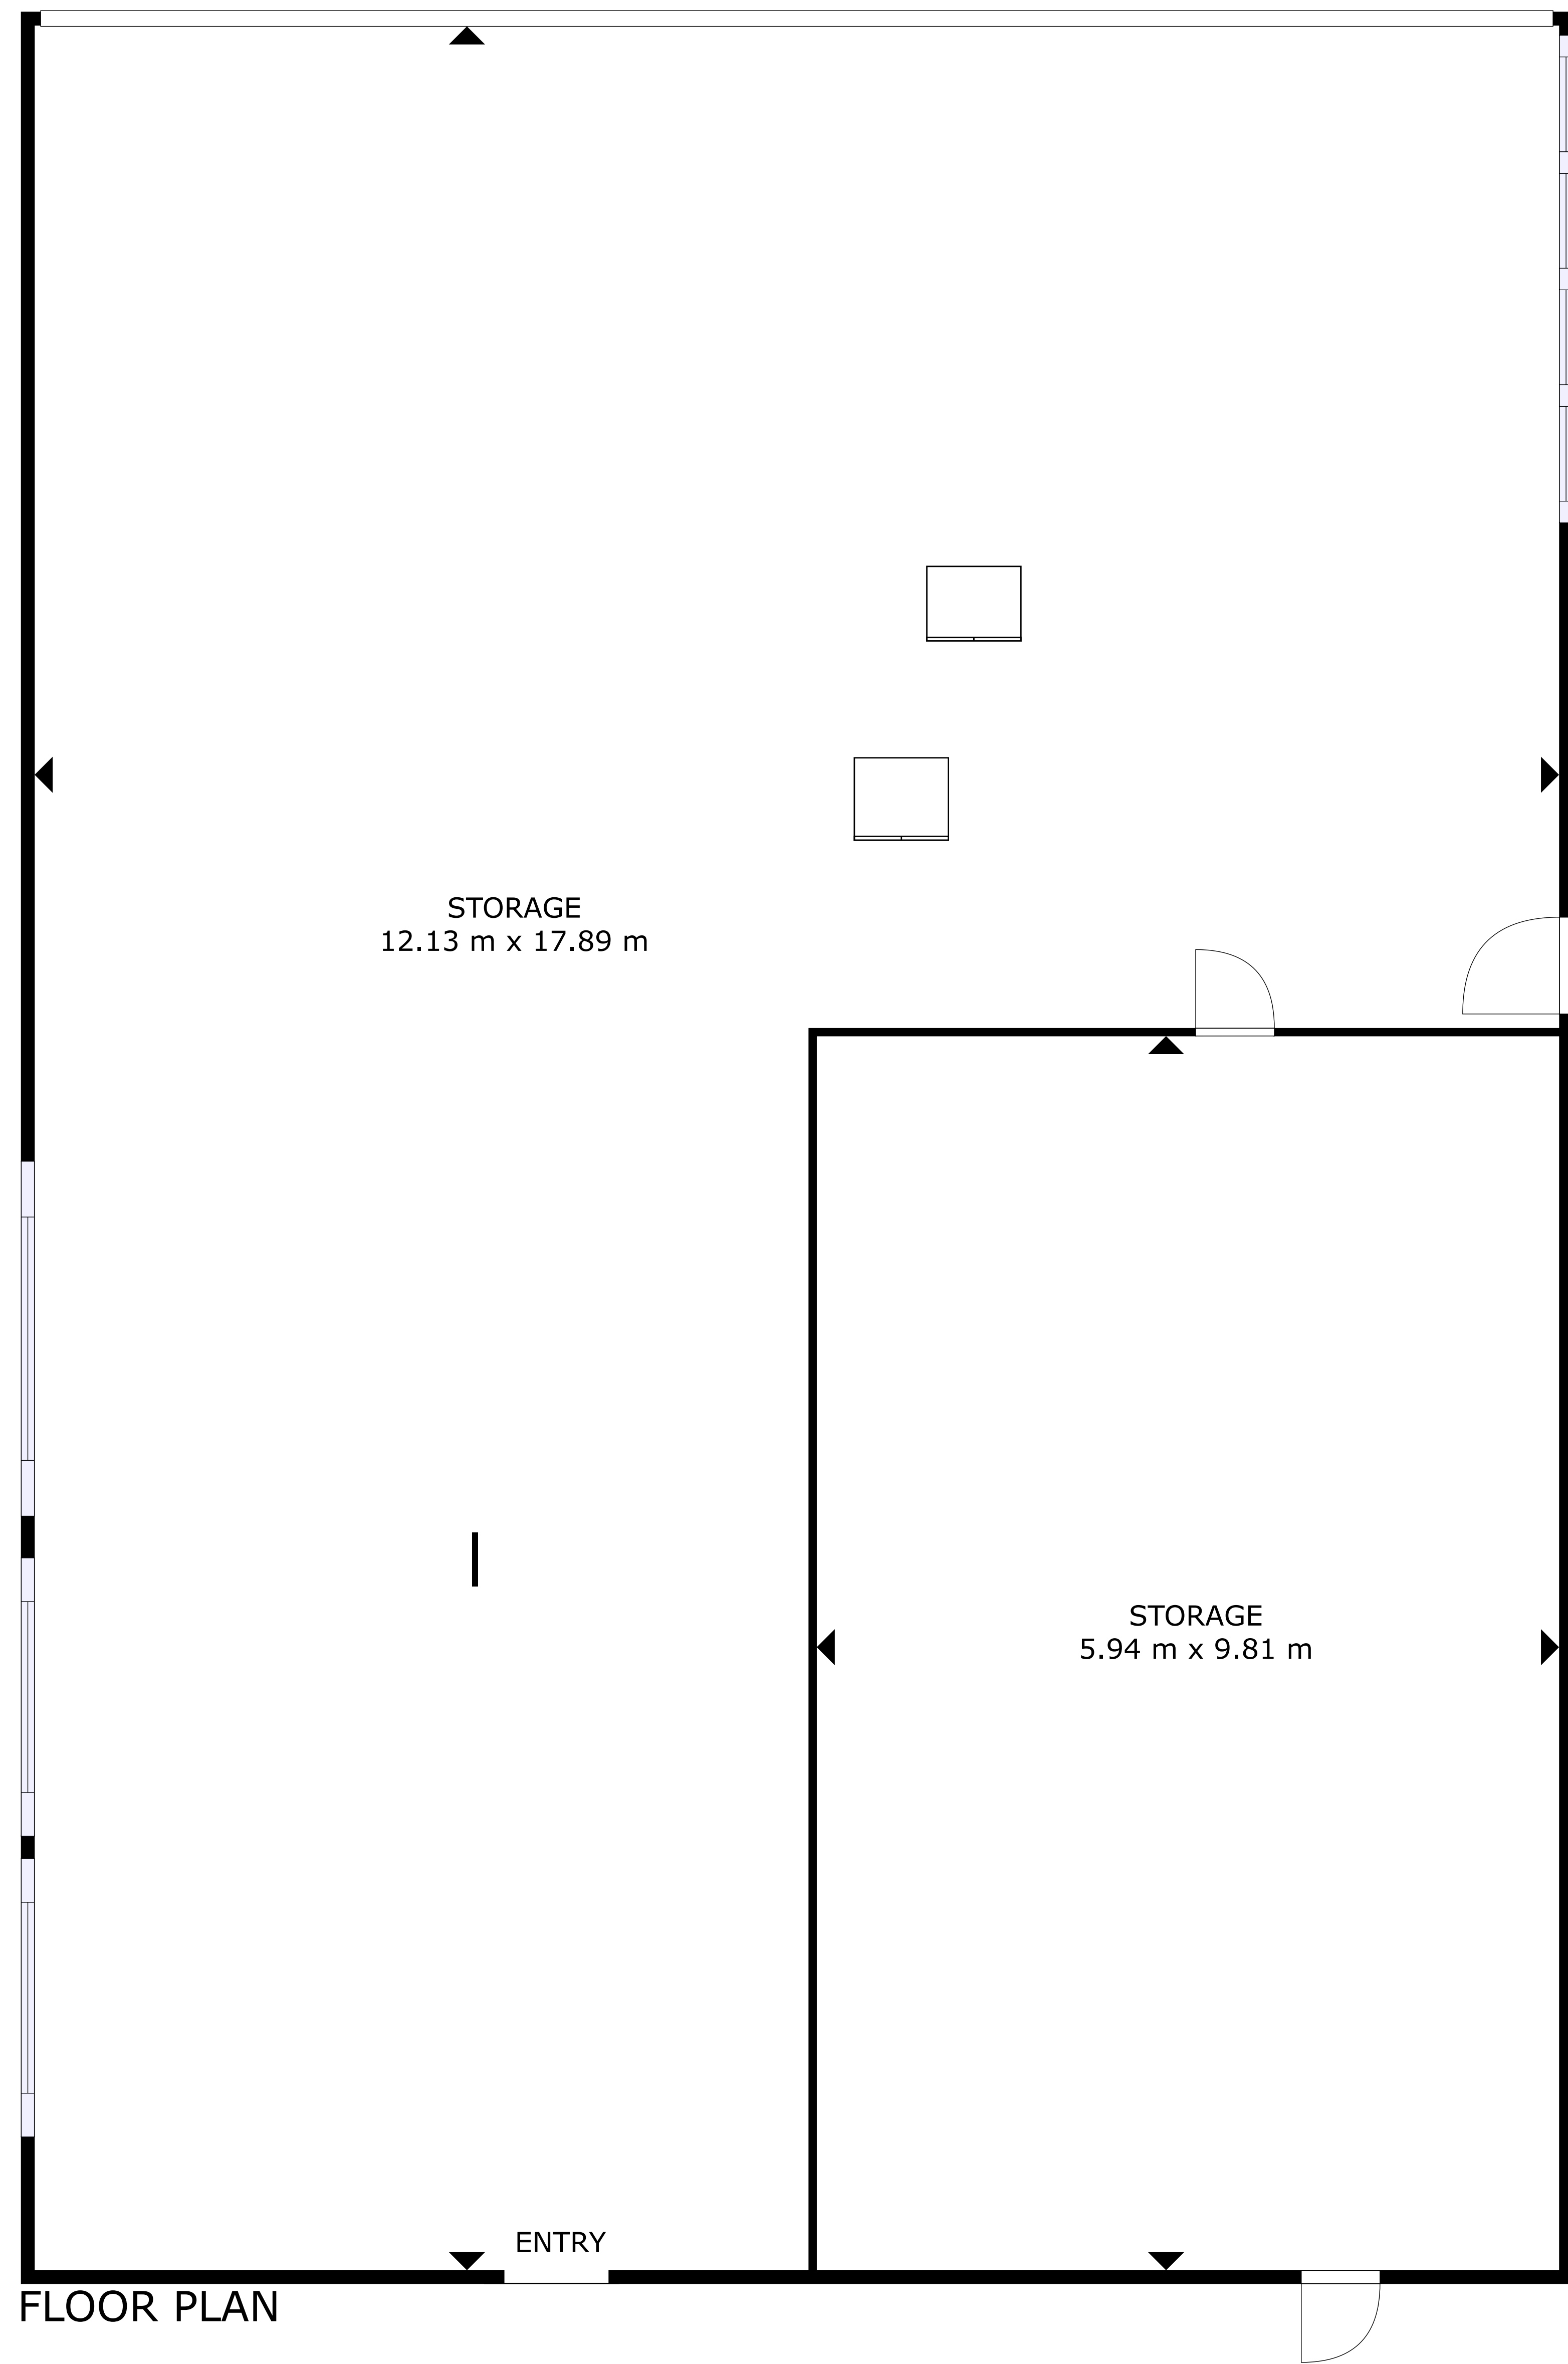 STORAGE
12.13 m x 17.89 m
STORAGE
5.94 m x 9.81 m
ENTRY
FLOOR PLAN